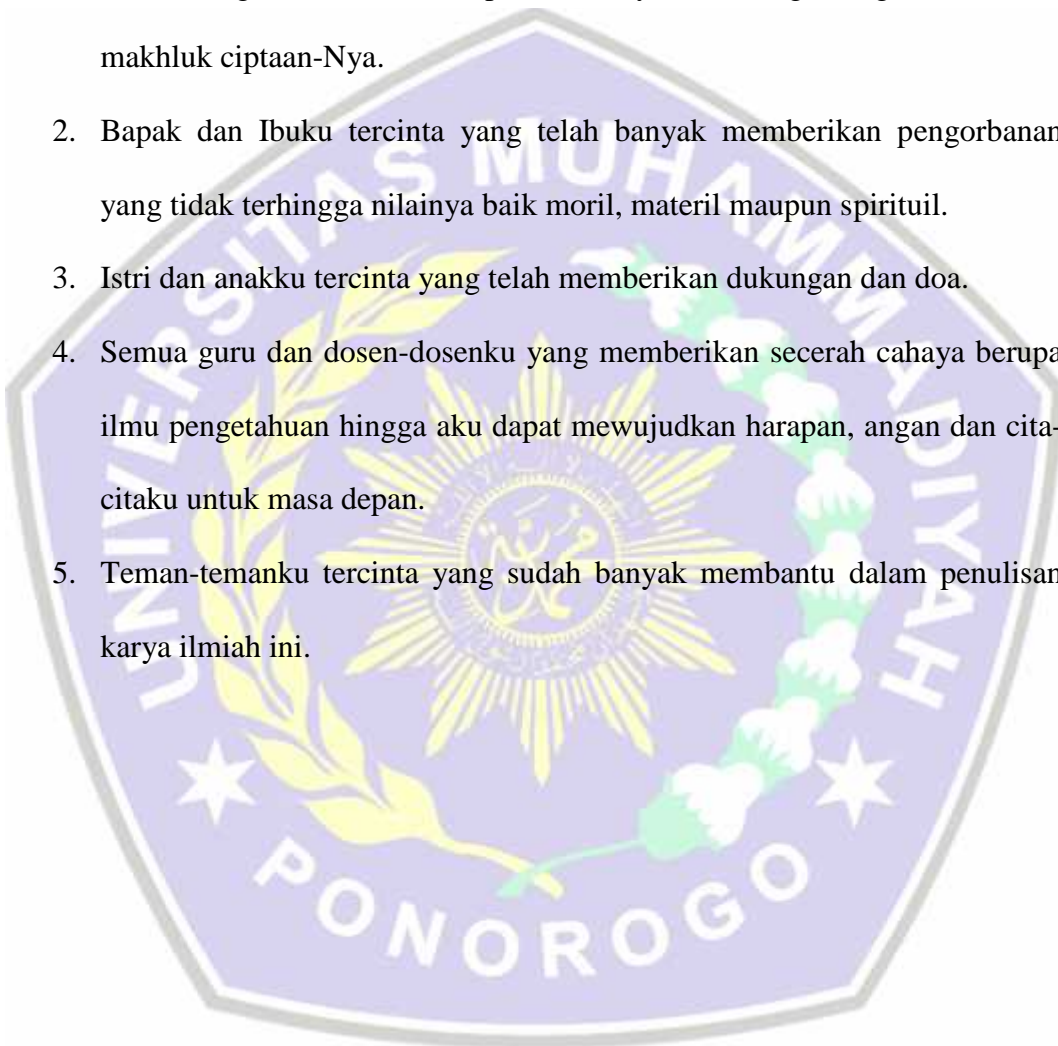 makhluk ciptaan-Nya.
2. Bapak dan Ibuku tercinta yang telah banyak memberikan pengorbanan
yang tidak terhingga nilainya baik moril, materil maupun spirituil.
3. Istri dan anakku tercinta yang telah memberikan dukungan dan doa.
4. Semua guru dan dosen-dosenku yang memberikan secerah cahaya berupa
ilmu pengetahuan hingga aku dapat mewujudkan harapan, angan dan cita-
citaku untuk masa depan.
5. Teman-temanku tercinta yang sudah banyak membantu dalam penulisan
karya ilmiah ini.
UNIVERSITAS MUHAMMADIYAH
PONOROGO